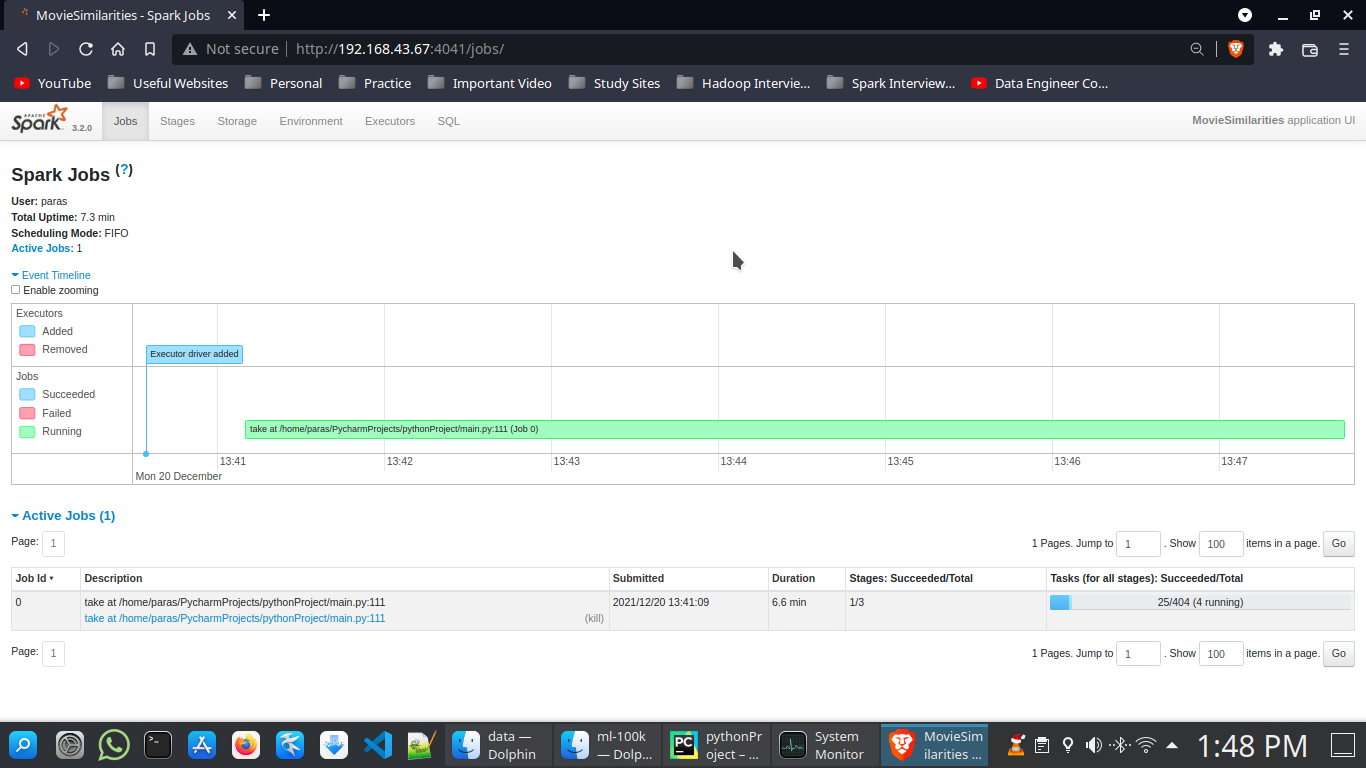 MovieSimilarities - Spark Jobs
Not secure http://192.168.43.67:4041/jobs/
YouTube Useful Websites Personal Practice Important Video Study Sites Hadoop Intervie... Spark Interview... Data Engineer Co...
APACHE Spark 3.2.0 Jobs Stages Storage Environment Executors SQL MovieSimilarities application UI
Spark Jobs (?)
User: paras
Total Uptime: 7.3 min
Scheduling Mode: FIFO
Active Jobs: 1
Event Timeline
Enable zooming
Executors
Added
Removed
Executor driver added
Jobs
Succeeded
Failed
Running
take at /home/paras/PycharmProjects/pythonProject/main.py:111 (Job 0)
13:41 13:42 13:43 13:44 13:45 13:46 13:47
Mon 20 December
Active Jobs (1)
Page: 1 1 Pages. Jump to 1 . Show 100 items in a page. Go
Job Id ▾ Description Submitted Duration Stages: Succeeded/Total Tasks (for all stages): Succeeded/Total
0 take at /home/paras/PycharmProjects/pythonProject/main.py:111 2021/12/20 13:41:09 6.6 min 1/3 25/404 (4 running)
take at /home/paras/PycharmProjects/pythonProject/main.py:111 (kill)
Page: 1 1 Pages. Jump to 1 . Show 100 items in a page. Go
data — ml-100k pythonPr System MovieSim
Dolphin — Dolp... oject – ... Monitor ilarities ...
1:48 PM